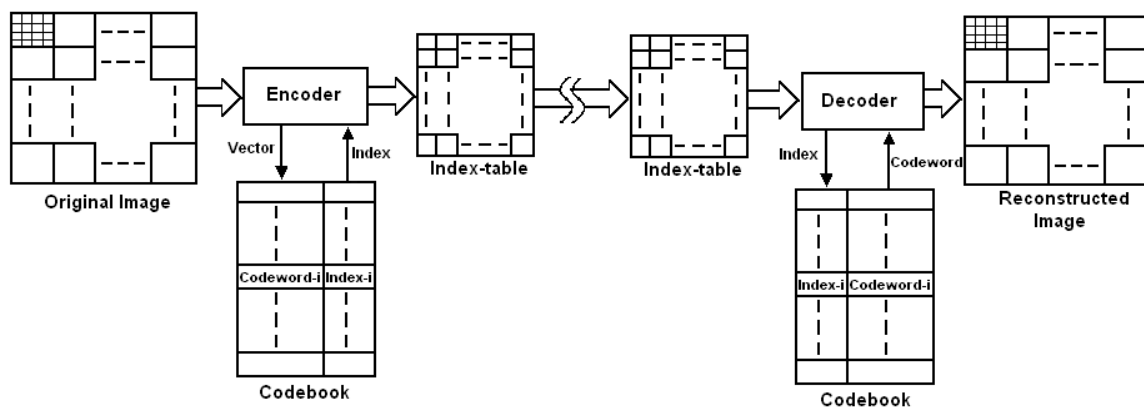 Original Image
Encoder
Vector
Index
Codeword-i Index-i
Codebook
Index-table
Index-table
Decoder
Index
Codeword
Index-i Codeword-i
Codebook
Reconstructed
Image